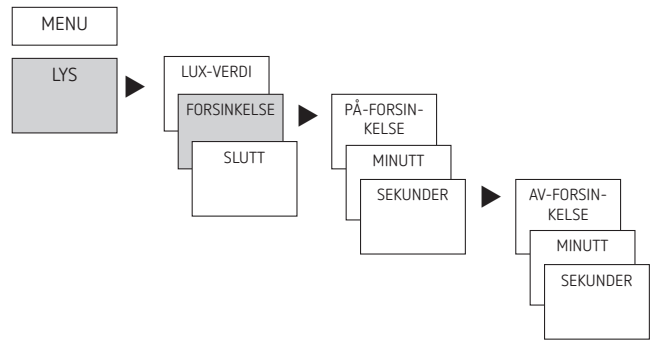 MENU
LYS
LUX-VERDI
FORSINKELSE
SLUTT
PÅ-FORSIN-
KELSE
MINUTT
SEKUNDER
AV-FORSIN-
KELSE
MINUTT
SEKUNDER